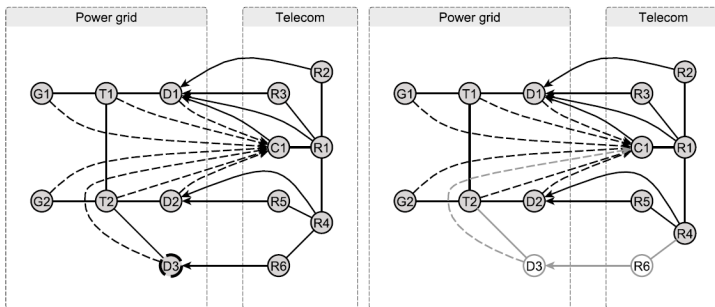 Power grid Telecom Power grid Telecom
R2 R2
G1 T1 D1 R3 G1 T1 D1 R3
C1 R1 C1 R1
G2 T2 D2 R5 G2 T2 D2 R5
R4 R4
D3 R6 D3 R6